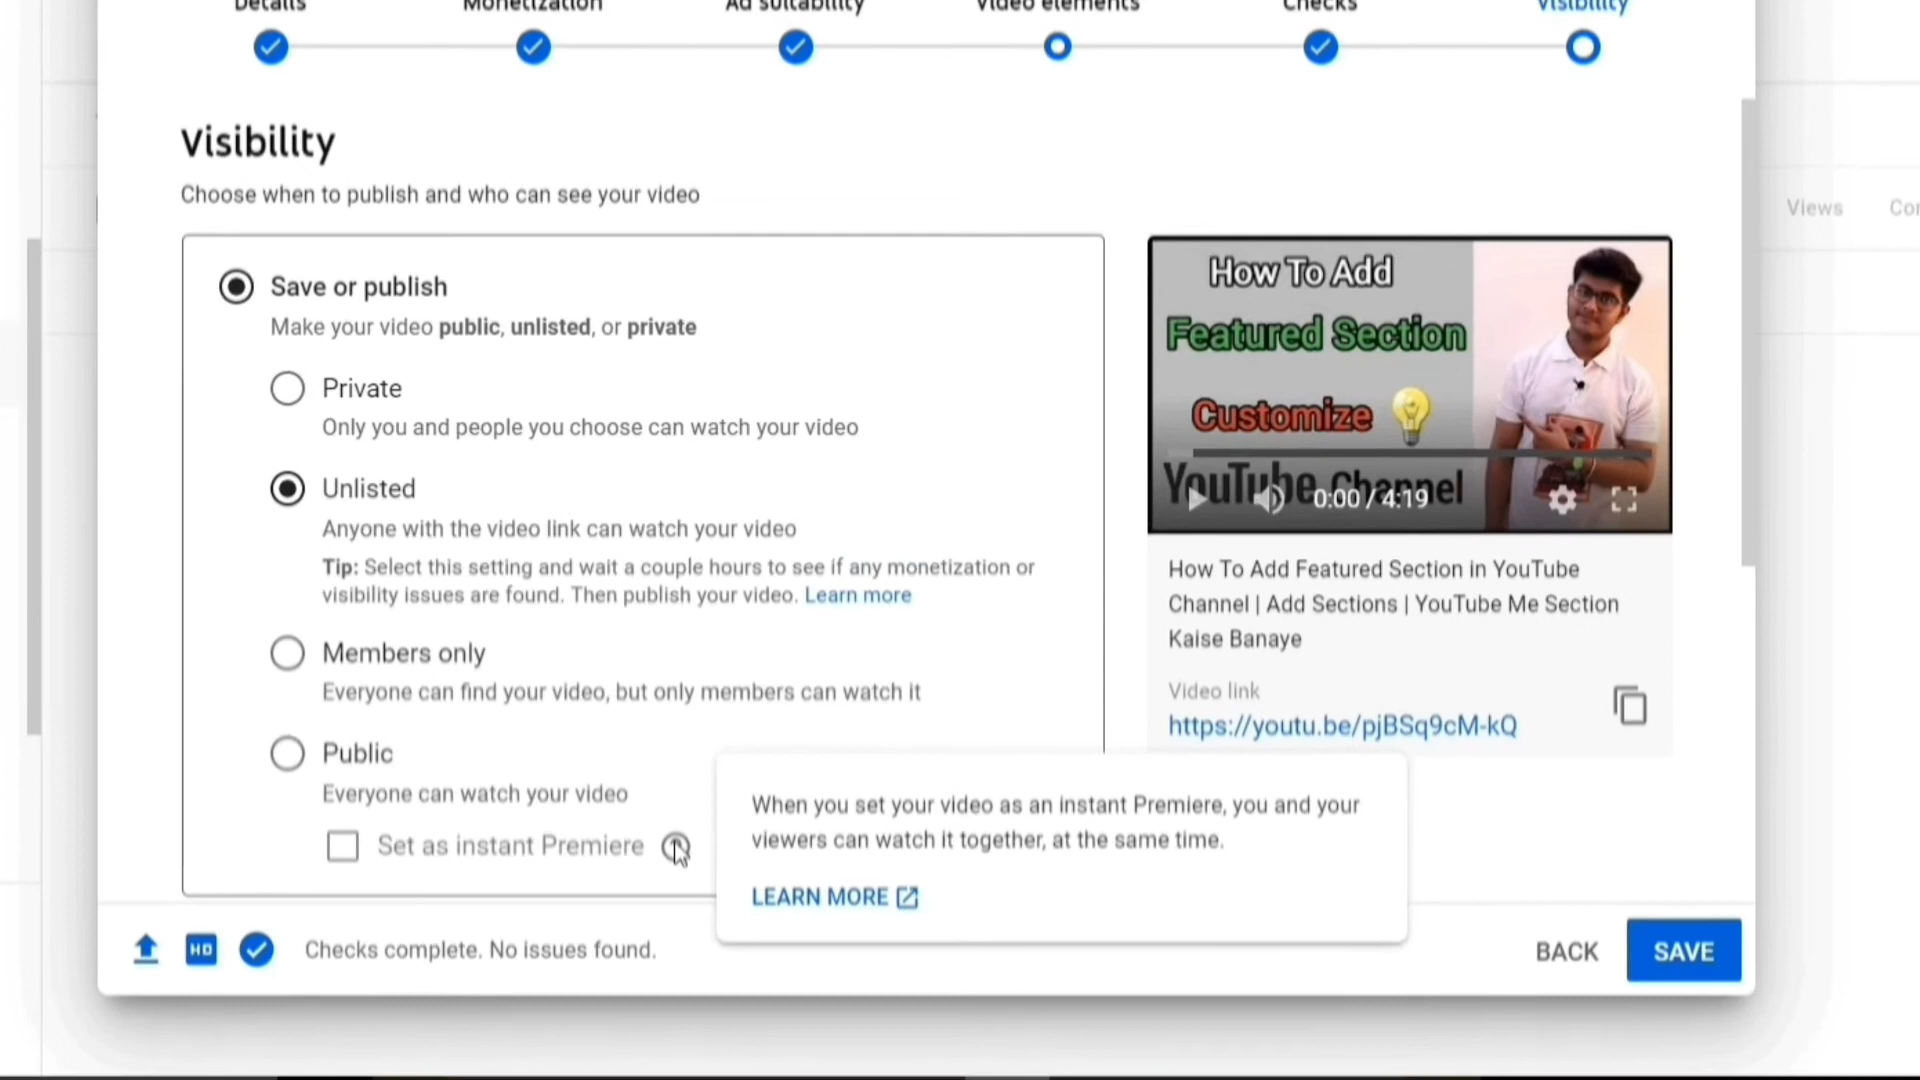 Details
Monetization
Ad suitability
Video elements
Checks
Visibility
Visibility
Choose when to publish and who can see your video
Views
Save or publish
Make your video public, unlisted, or private
Private
Only you and people you choose can watch your video
Unlisted
Anyone with the video link can watch your video
Tip: Select this setting and wait a couple hours to see if any monetization or
visibility issues are found. Then publish your video. Learn more
Members only
Everyone can find your video, but only members can watch it
Public
Everyone can watch your video
Set as instant Premiere
How To Add
Featured Section
Customize
YouTube Channel
0:00 / 4:19
How To Add Featured Section in YouTube
Channel | Add Sections | YouTube Me Section
Kaise Banaye
Video link
https://youtu.be/pjBSq9cM-kQ
When you set your video as an instant Premiere, you and your
viewers can watch it together, at the same time.
LEARN MORE
HD
Checks complete. No issues found.
BACK
SAVE